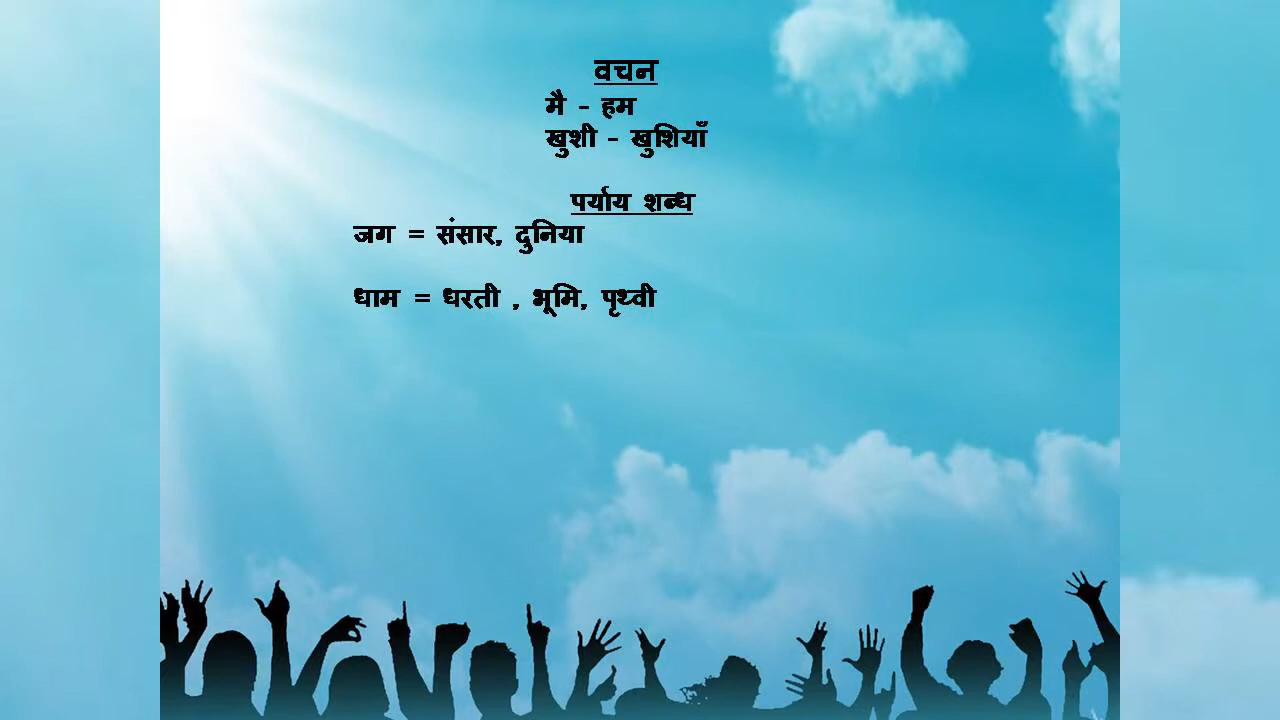 वचन
मै - हम
खुशी - खुशियाँ
पर्याय शब्ध
जग = संसार, दुनिया
धाम = धरती , भूमि, पृथ्वी